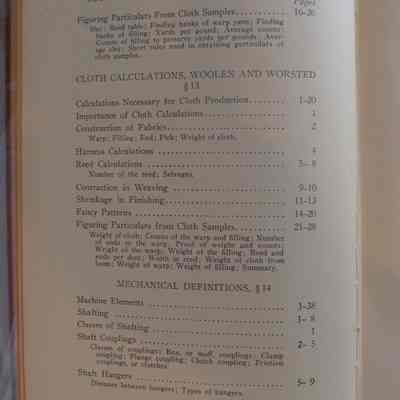 Pages
Figuring Particulars From Cloth Samples........ 16-26
Slay; Reed table; Finding hanks of warp yarn; Finding
hanks of filling; Yards per pound; Average counts;
Counts of filling to preserve yards per pound; Aver-
age slay; Short rules used in obtaining particulars of
cloth samples.
CLOTH CALCULATIONS, WOOLEN AND WORSTED
§ 13
Calculations Necessary for Cloth Production........ 1-20
Importance of Cloth Calculations.................. 1
Construction of Fabrics........................... 2
Warp; Filling; End; Pick; Weight of cloth.
Harness Calculations ............................. 4
Reed Calculations ................................ 5- 8
Number of the reed; Selvages.
Contraction in Weaving ........................... 9-10
Shrinkage in Finishing............................ 11-13
Fancy Patterns ................................... 14-20
Figuring Particulars from Cloth Samples........... 21-28
Weight of cloth; Counts of the warp and filling; Number
of ends in the warp; Proof of weight and counts;
Weight of the warp; Weight of the filling; Reed and
ends per dent; Width in reed; Weight of cloth from
loom; Weight of warp; Weight of filling; Summary.
MECHANICAL DEFINITIONS, § 14
Machine Elements ................................. 1-38
Shafting ......................................... 1- 8
Classes of Shafting .............................. 1
Shaft Couplings .................................. 2- 5
Classes of couplings; Box, or muff, couplings; Clamp
coupling; Flange coupling; Clutch coupling; Friction
couplings, or clutches.
Shaft Hangers .................................... 5- 9
Distance between hangers; Types of hangers.